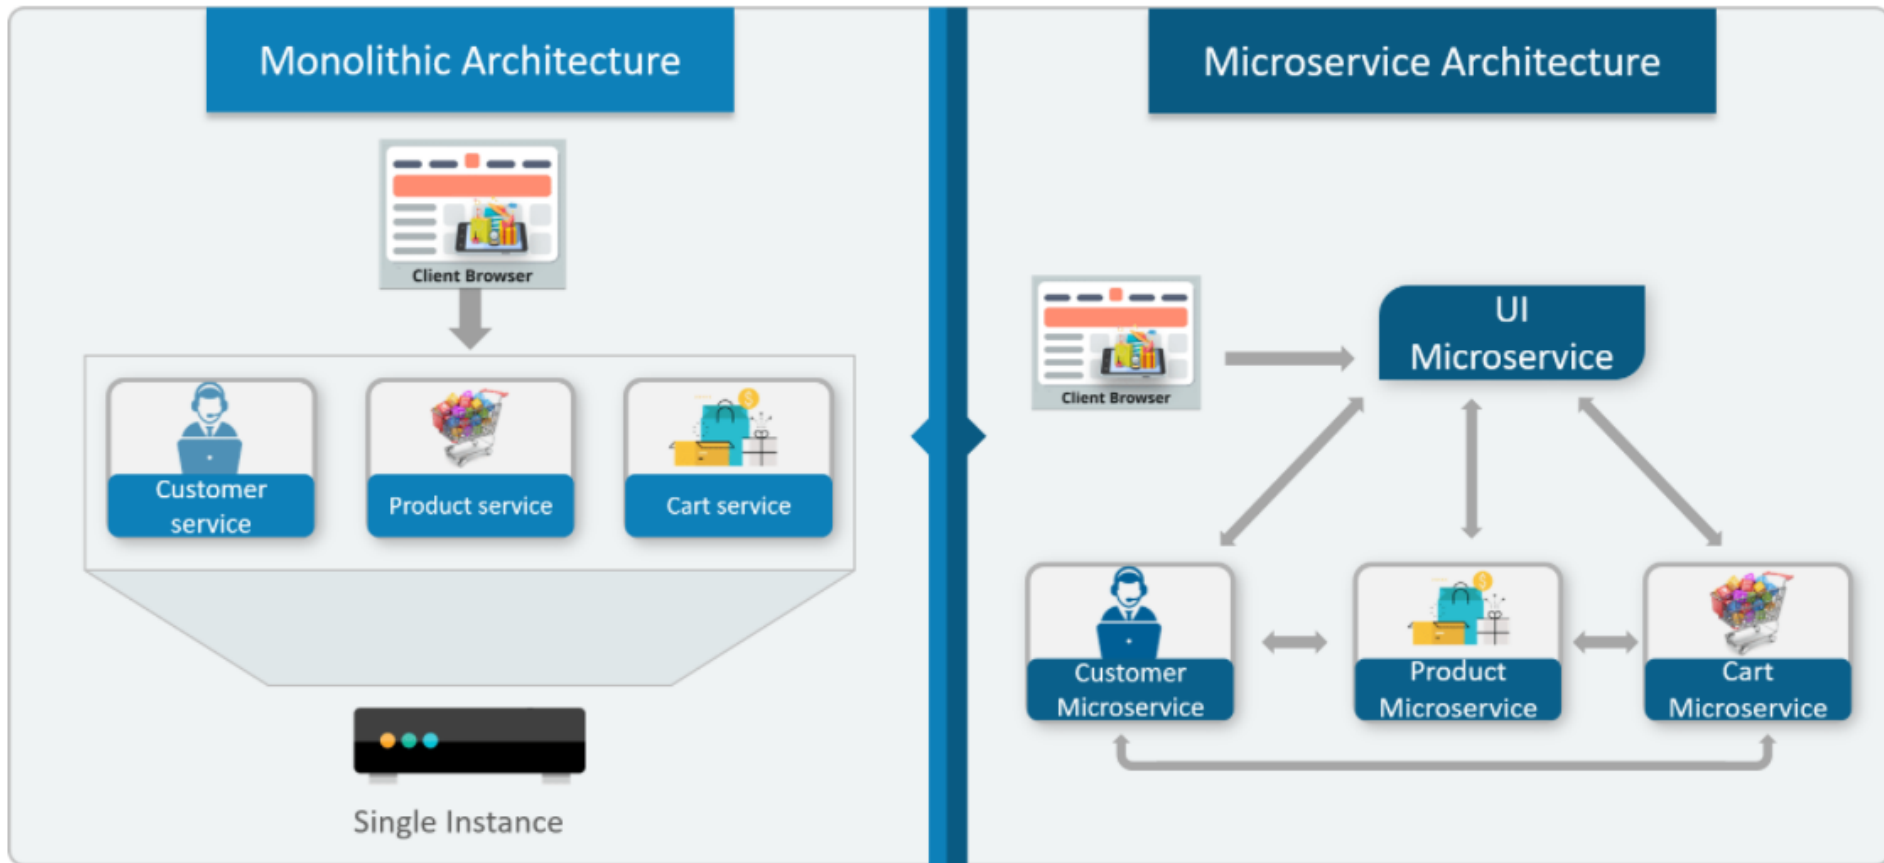 Monolithic Architecture
Client Browser
Customer
service
Product service
Cart service
Single Instance
Microservice Architecture
Client Browser
UI
Microservice
Customer
Microservice
Product
Microservice
Cart
Microservice